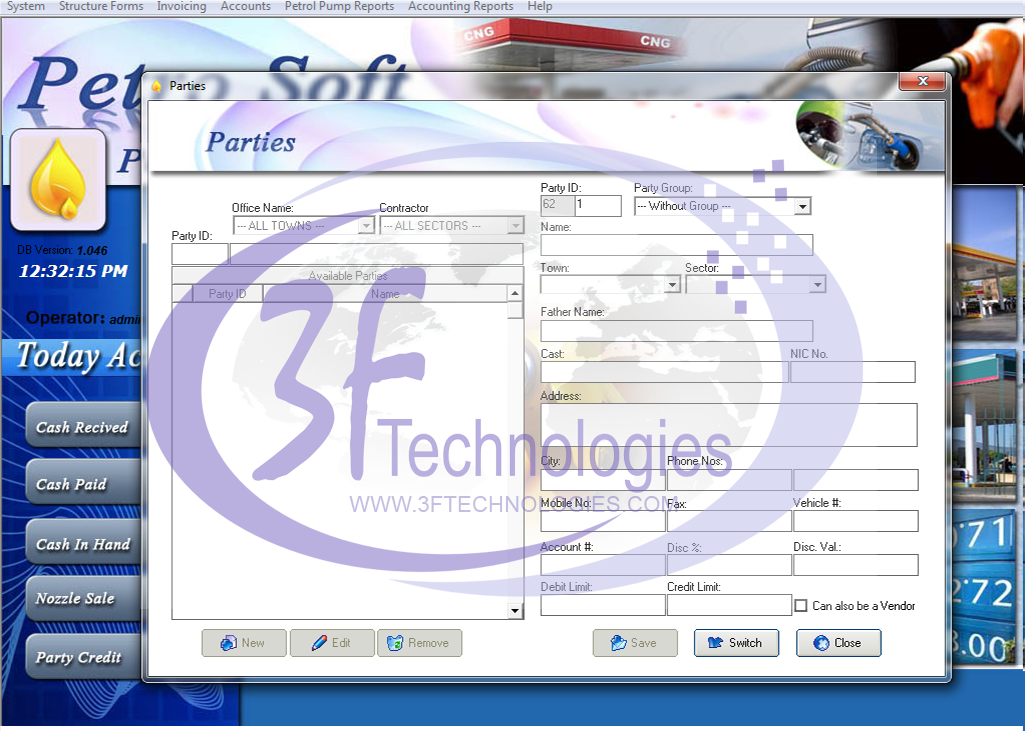 System Structure Forms Invoicing Accounts Petrol Pump Reports Accounting Reports Help
CNG CNG
Petro Soft
P
Parties
Parties
DB Version: 1.046
12:32:15 PM
Operator: admin
Today Ac
Cash Recived
Cash Paid
Cash In Hand
Nozzle Sale
Party Credit
Office Name: Contractor
--- ALL TOWNS --- --- ALL SECTORS ---
Party ID:
Available Parties
Party ID Name
Party ID: Party Group:
62 1 --- Without Group ---
Name:
Town: Sector:
Father Name:
Cast: NIC No.
Address:
City: Phone Nos:
Mobile No: Fax: Vehicle #:
Account #: Disc %: Disc. Val.:
Debit Limit: Credit Limit:
Can also be a Vendor
3F Technologies
WWW.3FTECHNOLOGIES.COM
New Edit Remove Save Switch Close
.71
2.72
3.00